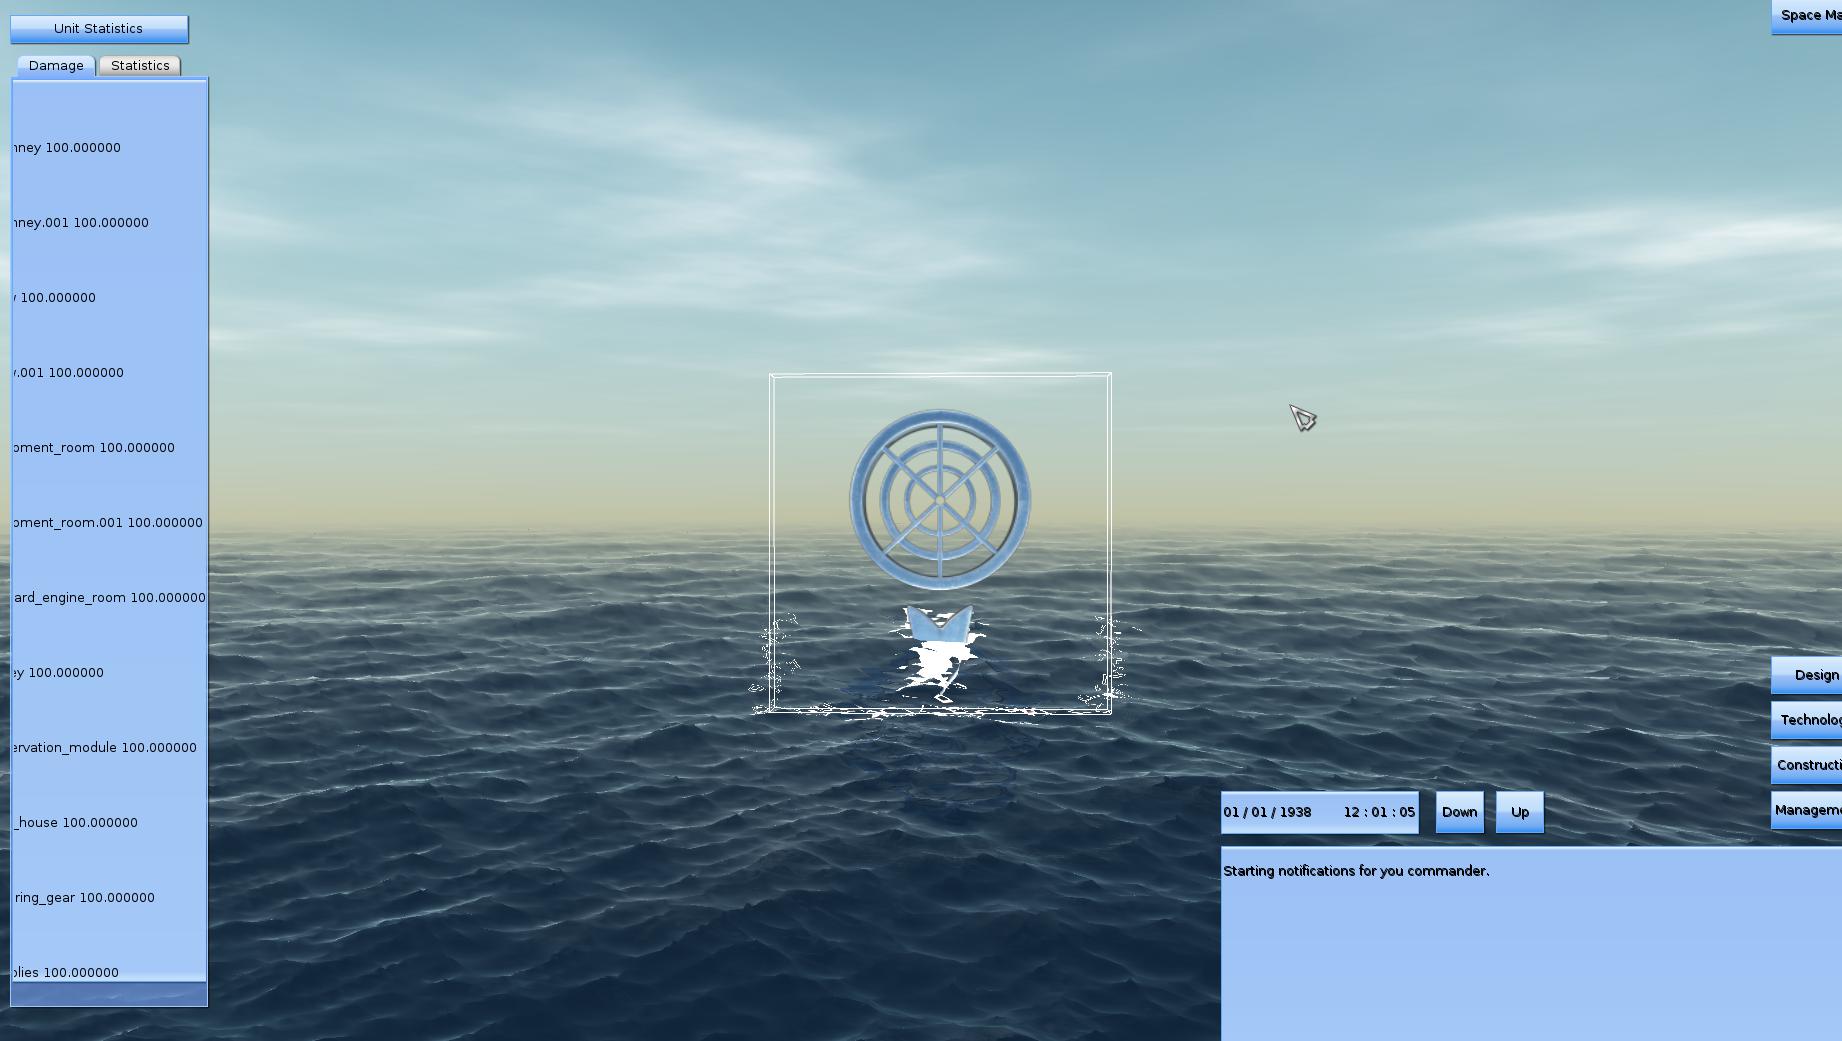 Unit Statistics
Space Ma
Damage
Statistics
nney 100.000000
nney.001 100.000000
100.000000
.001 100.000000
oment_room 100.000000
oment_room.001 100.000000
ard_engine_room 100.000000
ey 100.000000
ervation_module 100.000000
_house 100.000000
ring_gear 100.000000
olies 100.000000
Design
Technolog
Constructi
Manageme
01 / 01 / 1938 12 : 01 : 05
Down
Up
Starting notifications for you commander.